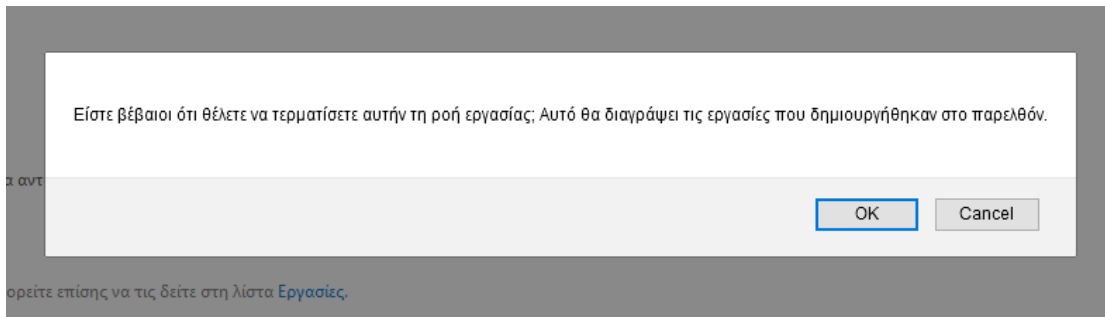 Είστε βέβαιοι ότι θέλετε να τερματίσετε αυτήν τη ροή εργασίας; Αυτό θα διαγράψει τις εργασίες που δημιουργήθηκαν στο παρελθόν.
OK Cancel
επίσης να τις δείτε στη λίστα Εργασίες.